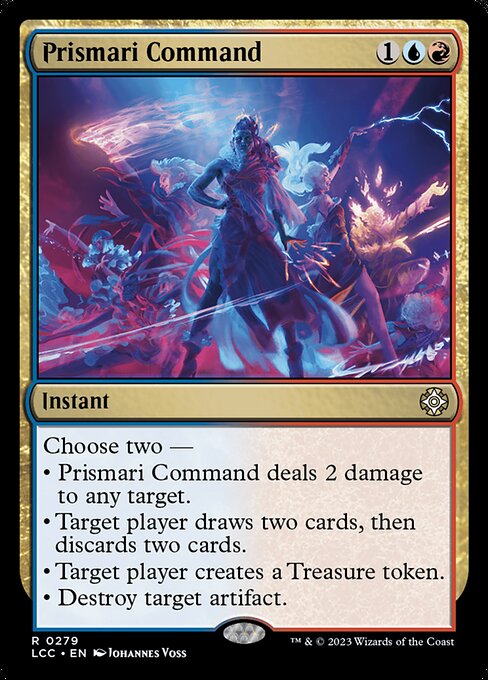 Prismari Command 1
Instant
Choose two —
• Prismari Command deals 2 damage
to any target.
• Target player draws two cards, then
discards two cards.
• Target player creates a Treasure token.
• Destroy target artifact.
R 0279
LCC • EN Johannes Voss
™ & © 2023 Wizards of the Coast